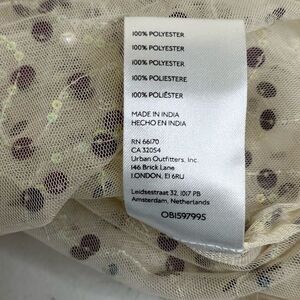 100% POLYESTER
100% POLYESTER
100% POLYESTER
100% POLIESTERE
100% POLIÉSTER
MADE IN INDIA
HECHO EN INDIA
RN 66170
CA 32054
Urban Outfitters, Inc.
146 Brick Lane
LONDON, E1 6RU
Leidsestraat 32, 1017 PB
Amsterdam, Netherlands
OB1597995